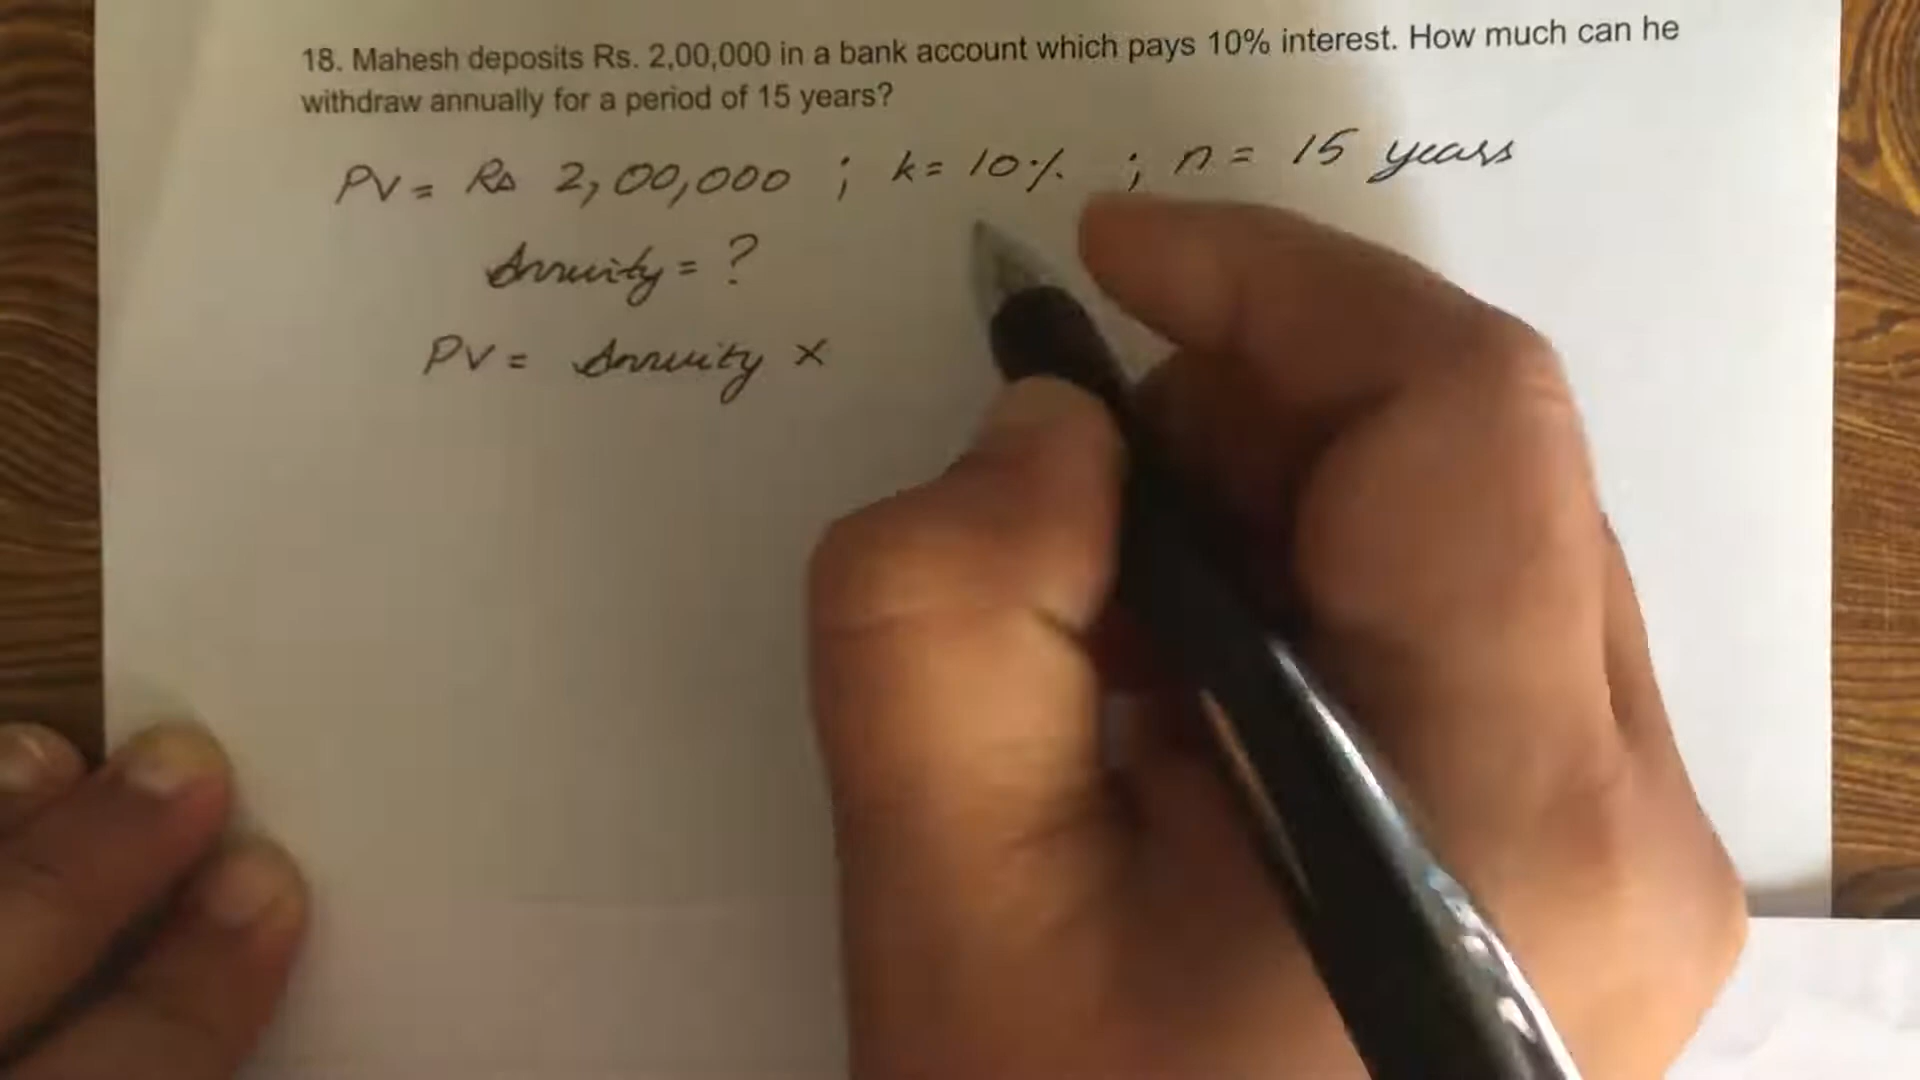 18. Mahesh deposits Rs. 2,00,000 in a bank account which pays 10% interest. How much can he
withdraw annually for a period of 15 years?
PV = Rs 2,00,000 ; k = 10% ; n = 15 years
Annuity = ?
PV = Annuity ×